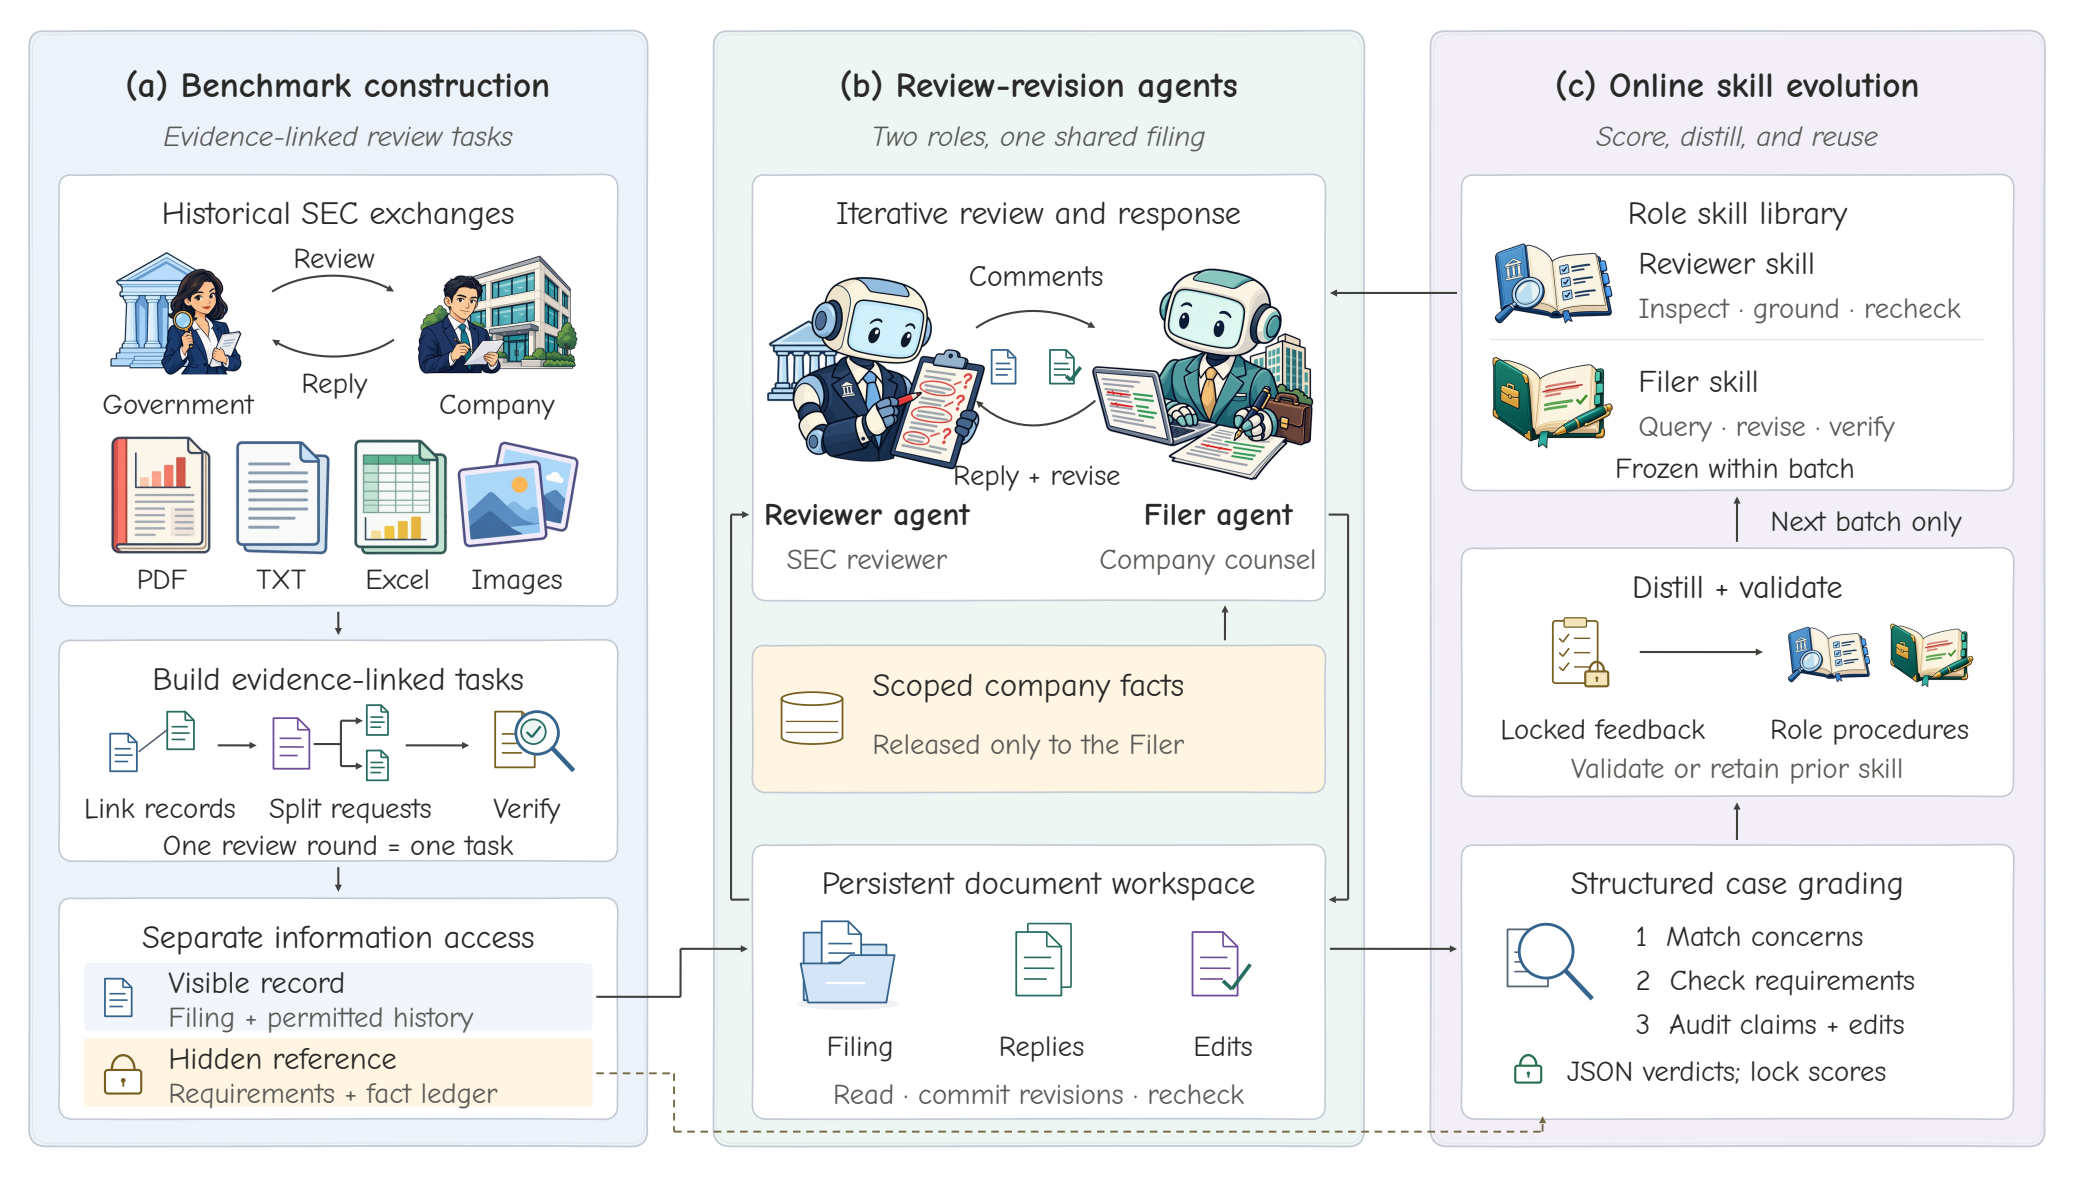 (a) Benchmark construction
Evidence-linked review tasks
Historical SEC exchanges
Review
Reply
Government
Company
PDF
TXT
Excel
Images
Build evidence-linked tasks
Link records
Split requests
Verify
One review round = one task
Separate information access
Visible record
Filing + permitted history
Hidden reference
Requirements + fact ledger
(b) Review-revision agents
Two roles, one shared filing
Iterative review and response
Comments
Reply + revise
Reviewer agent
SEC reviewer
Filer agent
Company counsel
Scoped company facts
Released only to the Filer
Persistent document workspace
Filing
Replies
Edits
Read · commit revisions · recheck
(c) Online skill evolution
Score, distill, and reuse
Role skill library
Reviewer skill
Inspect · ground · recheck
Filer skill
Query · revise · verify
Frozen within batch
Next batch only
Distill + validate
Locked feedback
Role procedures
Validate or retain prior skill
Structured case grading
1 Match concerns
2 Check requirements
3 Audit claims + edits
JSON verdicts; lock scores